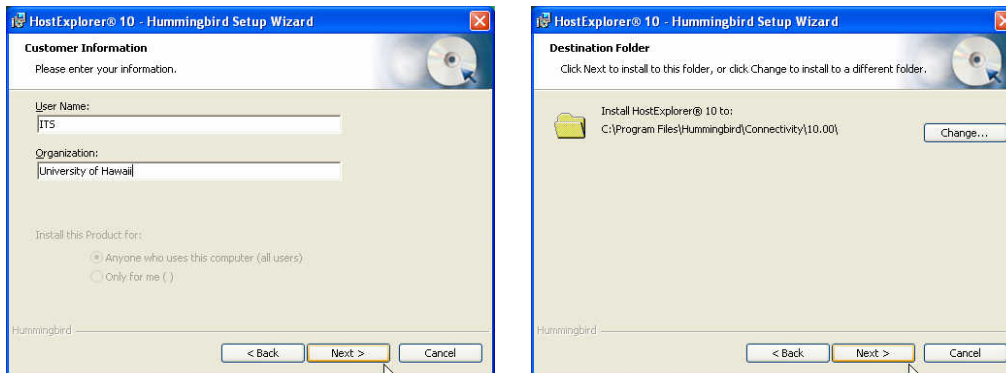 HostExplorer® 10 - Hummingbird Setup Wizard
Customer Information
Please enter your information.
User Name:
ITS
Organization:
University of Hawaii
Install this Product for:
Anyone who uses this computer (all users)
Only for me ( )
Hummingbird
< Back
Next >
Cancel
HostExplorer® 10 - Hummingbird Setup Wizard
Destination Folder
Click Next to install to this folder, or click Change to install to a different folder.
Install HostExplorer® 10 to:
C:\Program Files\Hummingbird\Connectivity\10.00\
Change...
Hummingbird
< Back
Next >
Cancel